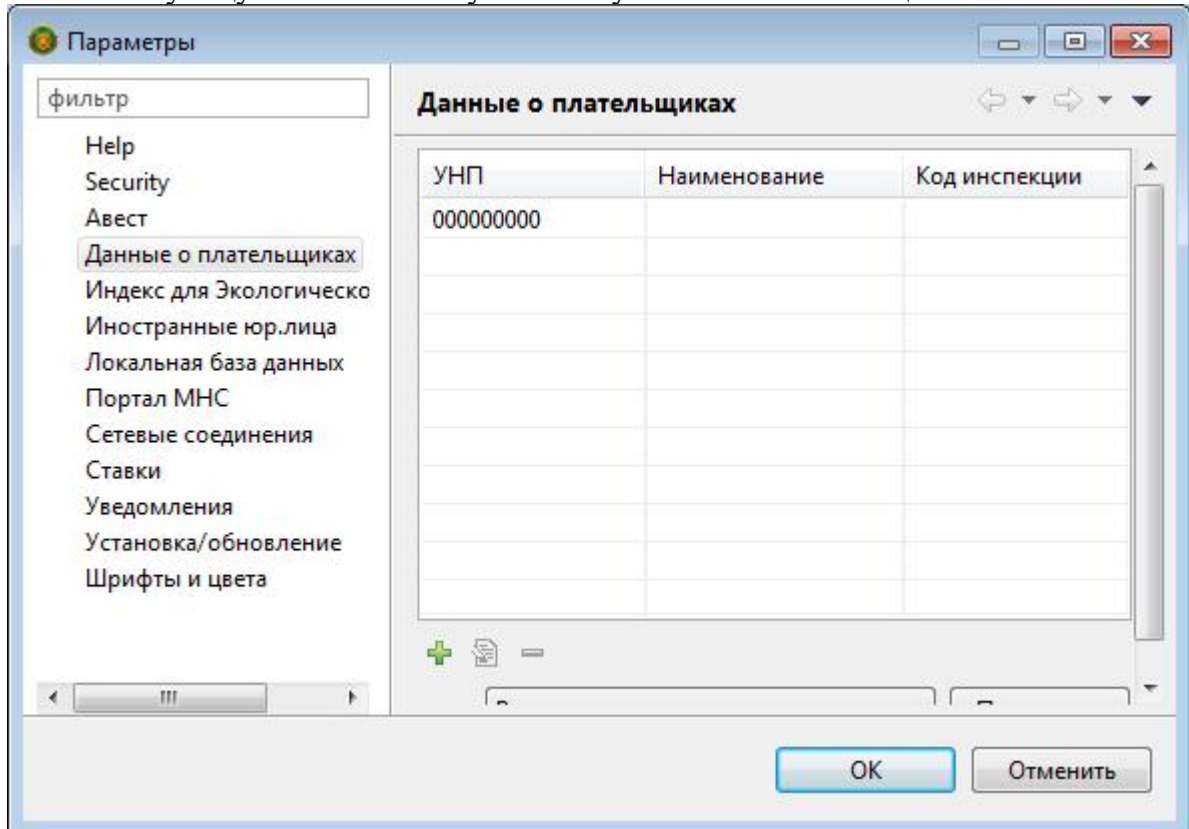 Параметры
фильтр
Данные о плательщиках
Help
Security
Авест
Данные о плательщиках
Индекс для Экологическо
Иностранные юр.лица
Локальная база данных
Портал МНС
Сетевые соединения
Ставки
Уведомления
Установка/обновление
Шрифты и цвета
УНП Наименование Код инспекции
000000000
OK Отменить